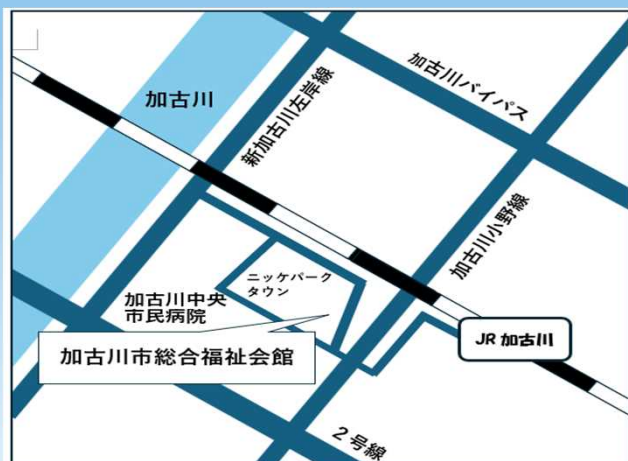 加古川バイパス
加古川
新加古川左岸線
加古川小野線
ニッケパーク
タウン
加古川中央
市民病院
JR 加古川
加古川市総合福祉会館
2号線